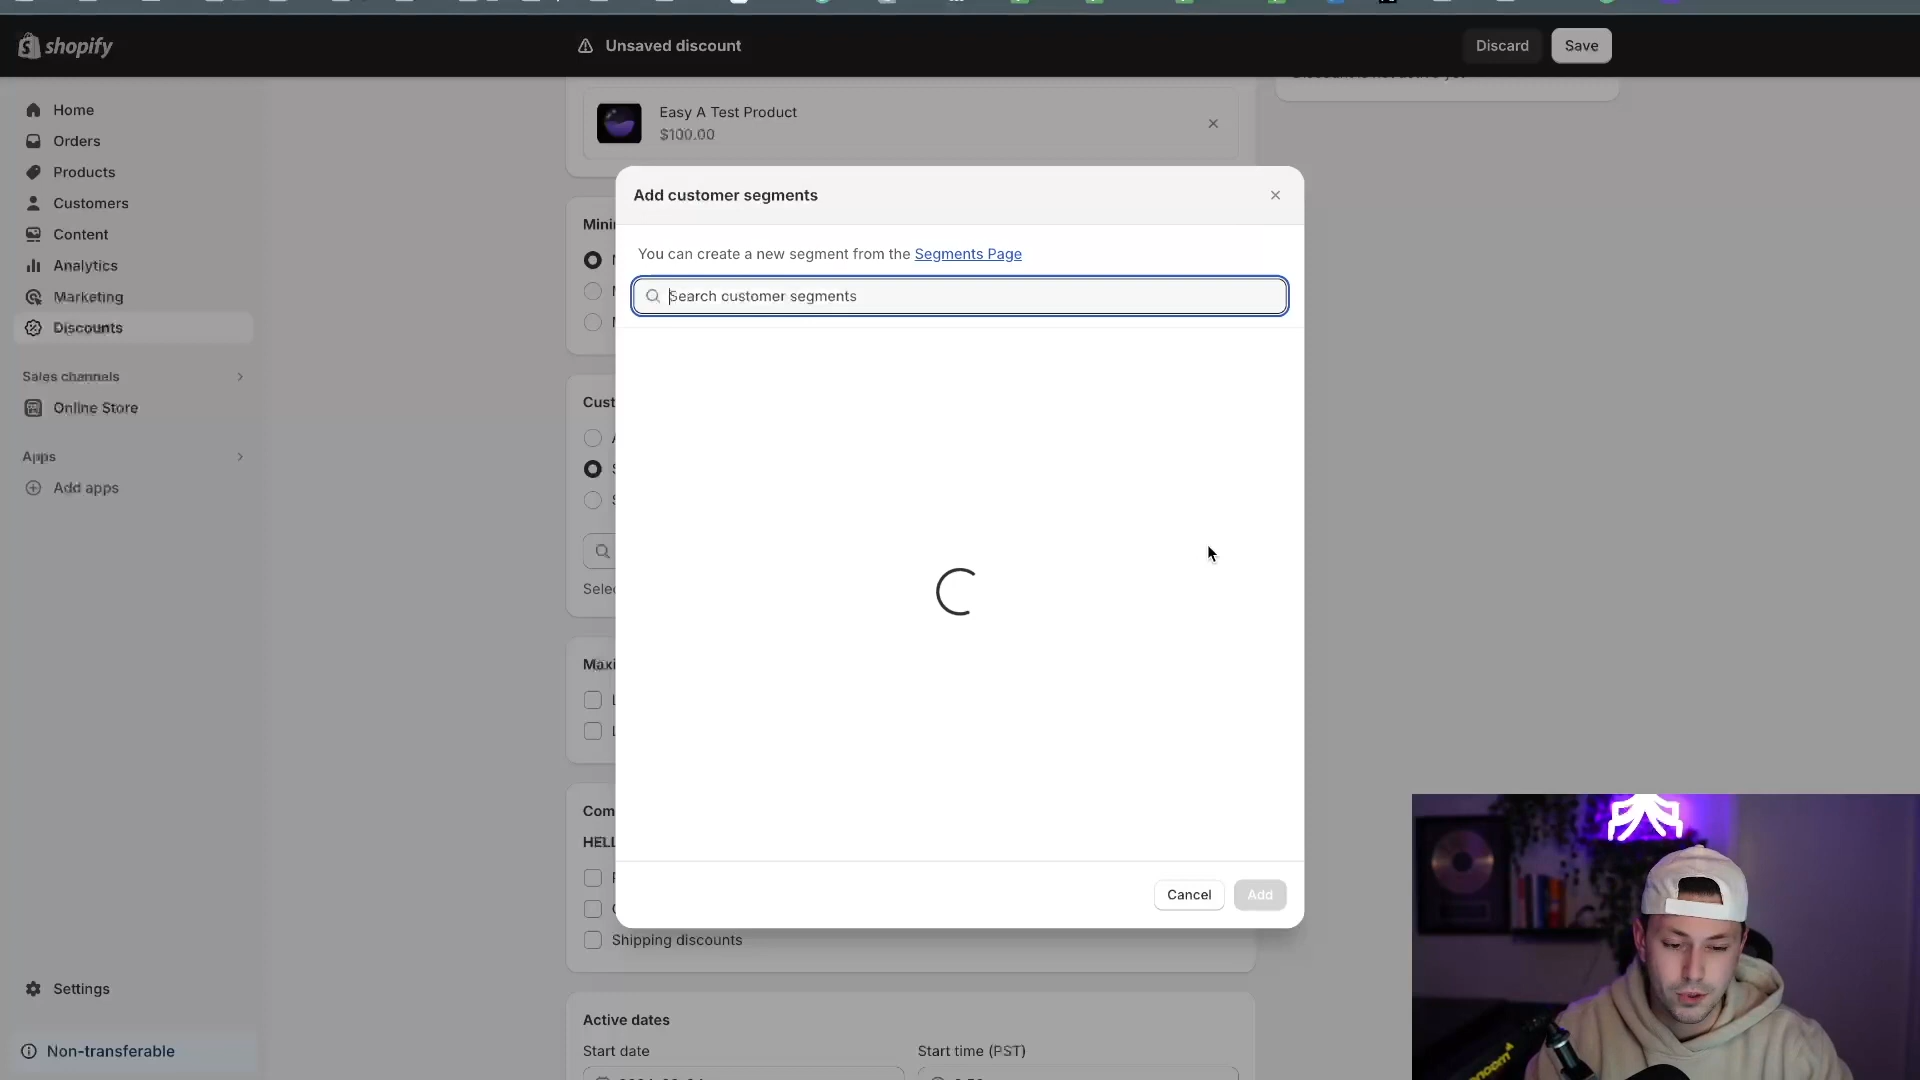 shopify
Unsaved discount
Discard
Save
Home
Orders
Products
Customers
Content
Analytics
Marketing
Discounts
Sales channels
Online Store
Apps
Add apps
Settings
Non-transferable
Easy A Test Product
$100.00
Add customer segments
You can create a new segment from the Segments Page
Search customer segments
Cancel
Add
Shipping discounts
Active dates
Start date
Start time (PST)